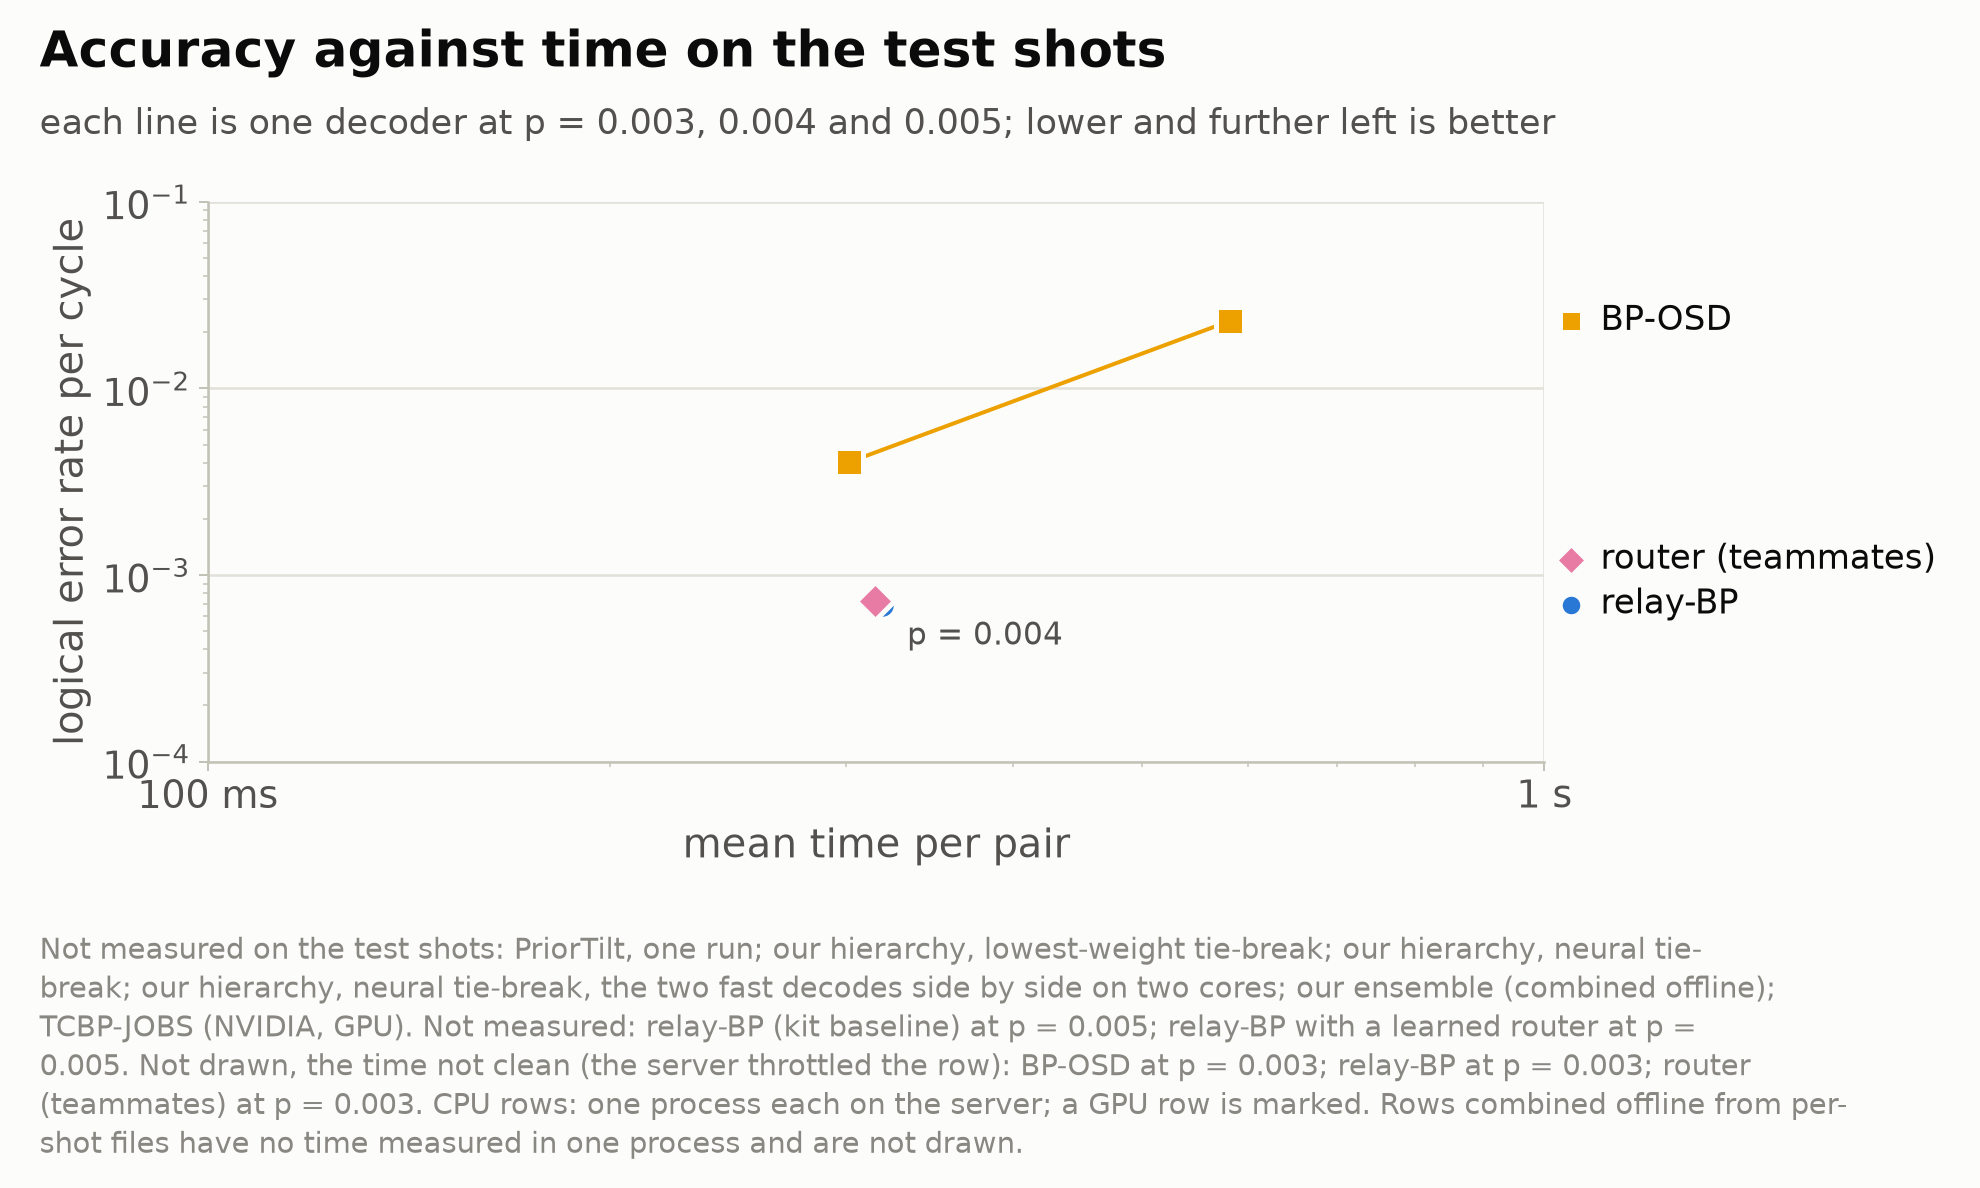 Accuracy against time on the test shots
each line is one decoder at p = 0.003, 0.004 and 0.005; lower and further left is better
logical error rate per cycle
10⁻¹
10⁻²
10⁻³
10⁻⁴
BP-OSD
router (teammates)
relay-BP
p = 0.004
100 ms
1 s
mean time per pair
Not measured on the test shots: PriorTilt, one run; our hierarchy, lowest-weight tie-break; our hierarchy, neural tie-
break; our hierarchy, neural tie-break, the two fast decodes side by side on two cores; our ensemble (combined offline);
TCBP-JOBS (NVIDIA, GPU). Not measured: relay-BP (kit baseline) at p = 0.005; relay-BP with a learned router at p =
0.005. Not drawn, the time not clean (the server throttled the row): BP-OSD at p = 0.003; relay-BP at p = 0.003; router
(teammates) at p = 0.003. CPU rows: one process each on the server; a GPU row is marked. Rows combined offline from per-
shot files have no time measured in one process and are not drawn.